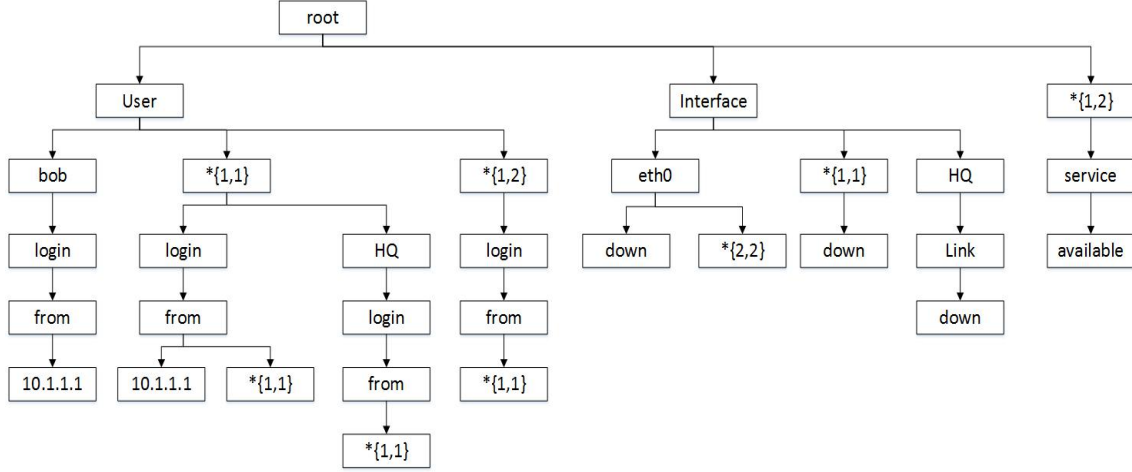 root
User
Interface
*{1,2}
bob
*{1,1}
*{1,2}
eth0
*{1,1}
HQ
service
login
login
HQ
login
down
*{2,2}
down
Link
available
from
from
login
from
down
10.1.1.1
10.1.1.1
*{1,1}
from
*{1,1}
*{1,1}